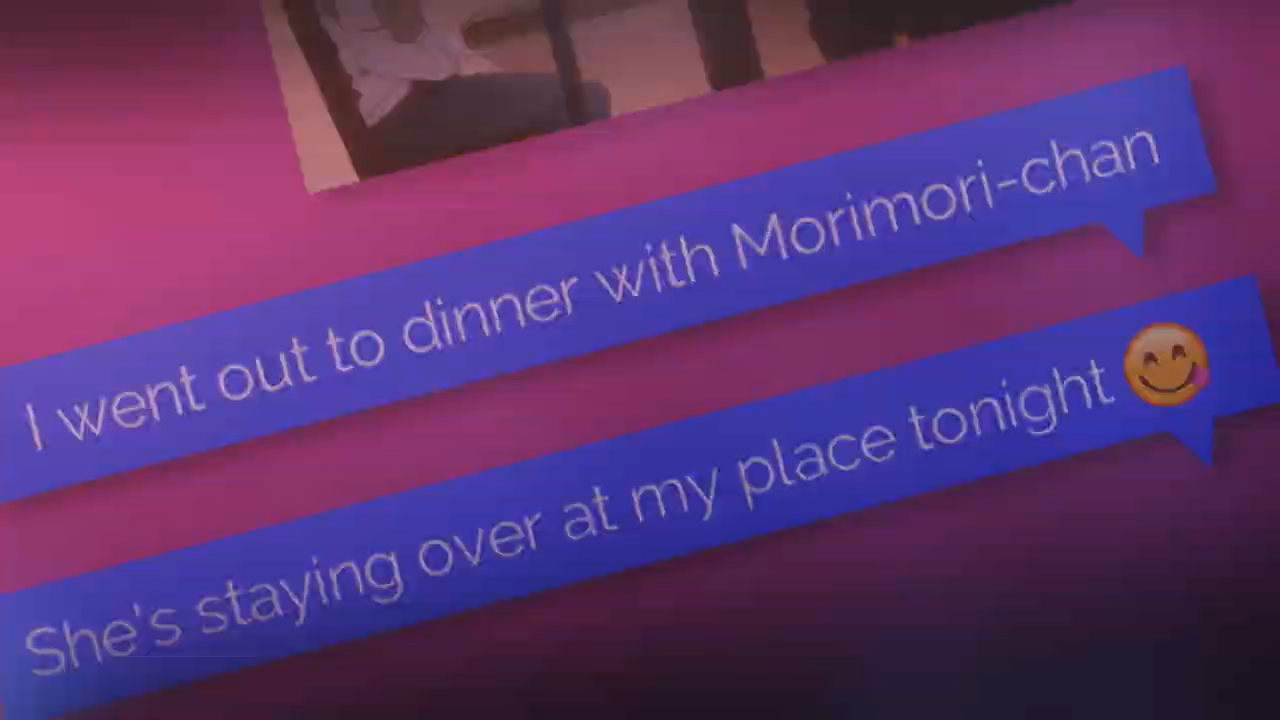 I went out to dinner with Morimori-chan
She's staying over at my place tonight 😋